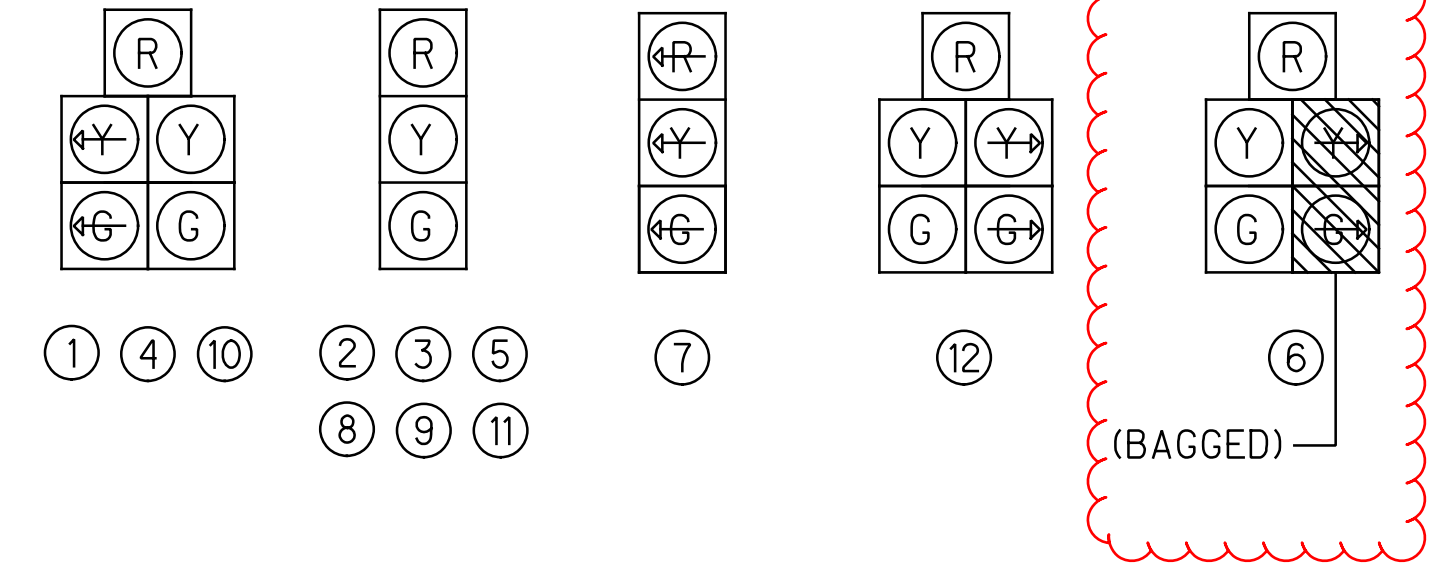 R R R R R
Y Y Y Y Y Y Y Y
G G G G G G G G
1 4 10 2 3 5 7 12 6
8 9 11
(BAGGED)